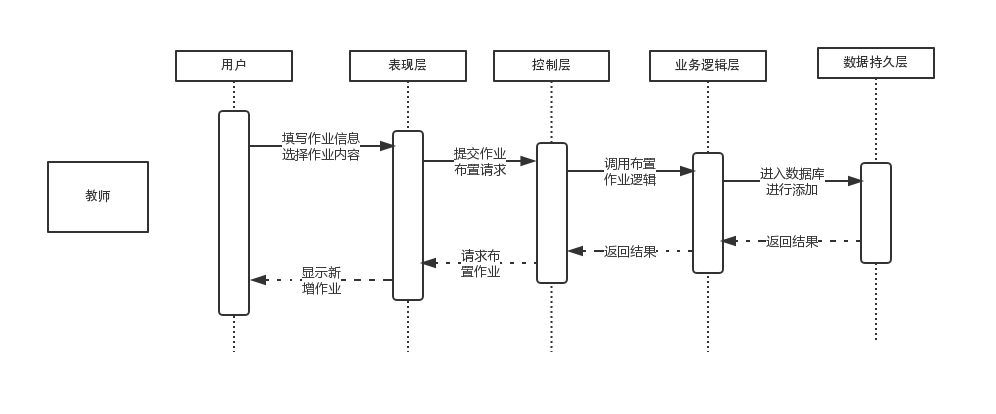 用户
表现层
控制层
业务逻辑层
数据持久层
教师
填写作业信息
选择作业内容
提交作业
布置请求
调用布置
作业逻辑
进入数据库
进行添加
返回结果
返回结果
请求布
置作业
显示新
增作业